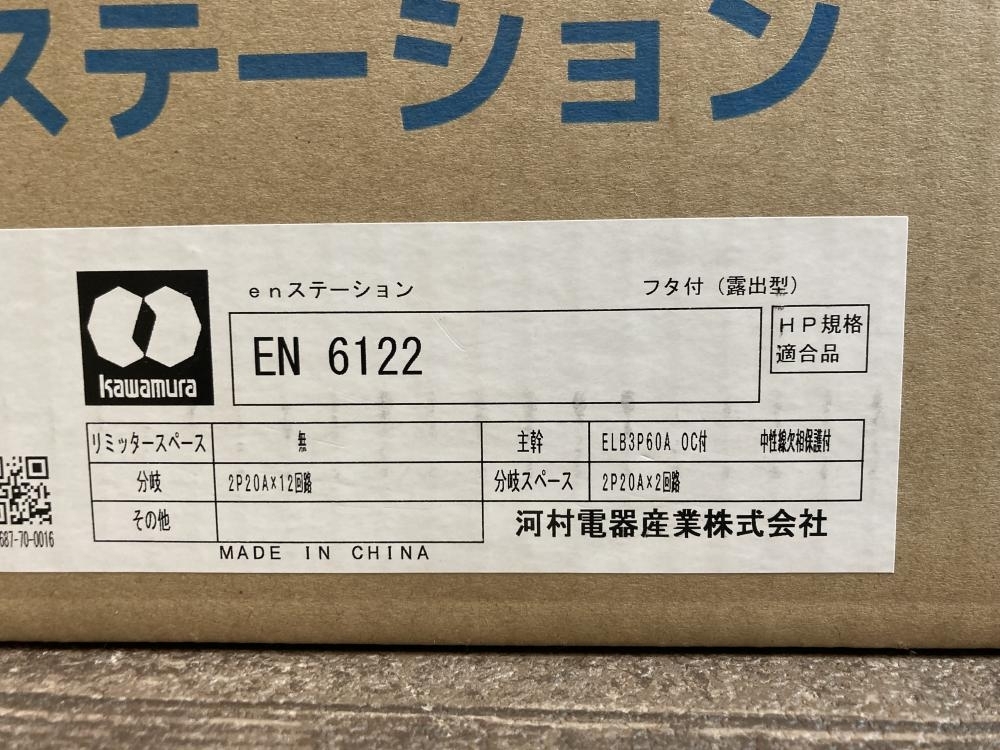 ステーション
enステーション フタ付(露出型)
EN 6122
HP規格
適合品
kawamura
リミッタースペース 無 主幹 ELB3P60A OC付 中性線欠相保護付
分岐 2P20A×12回路 分岐スペース 2P20A×2回路
その他
河村電器産業株式会社
687-70-0016
MADE IN CHINA